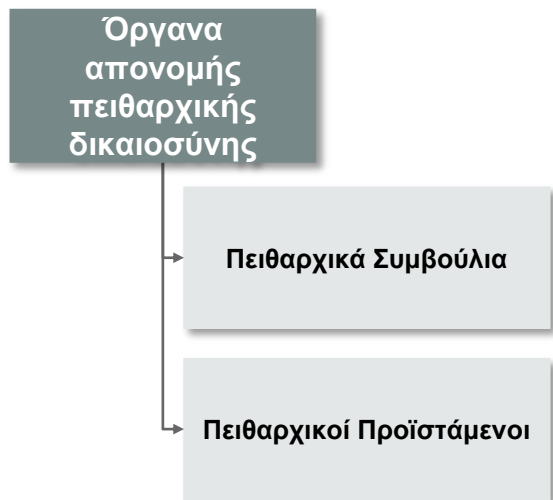 Όργανα
απονομής
πειθαρχικής
δικαιοσύνης
Πειθαρχικά Συμβούλια
Πειθαρχικοί Προϊστάμενοι